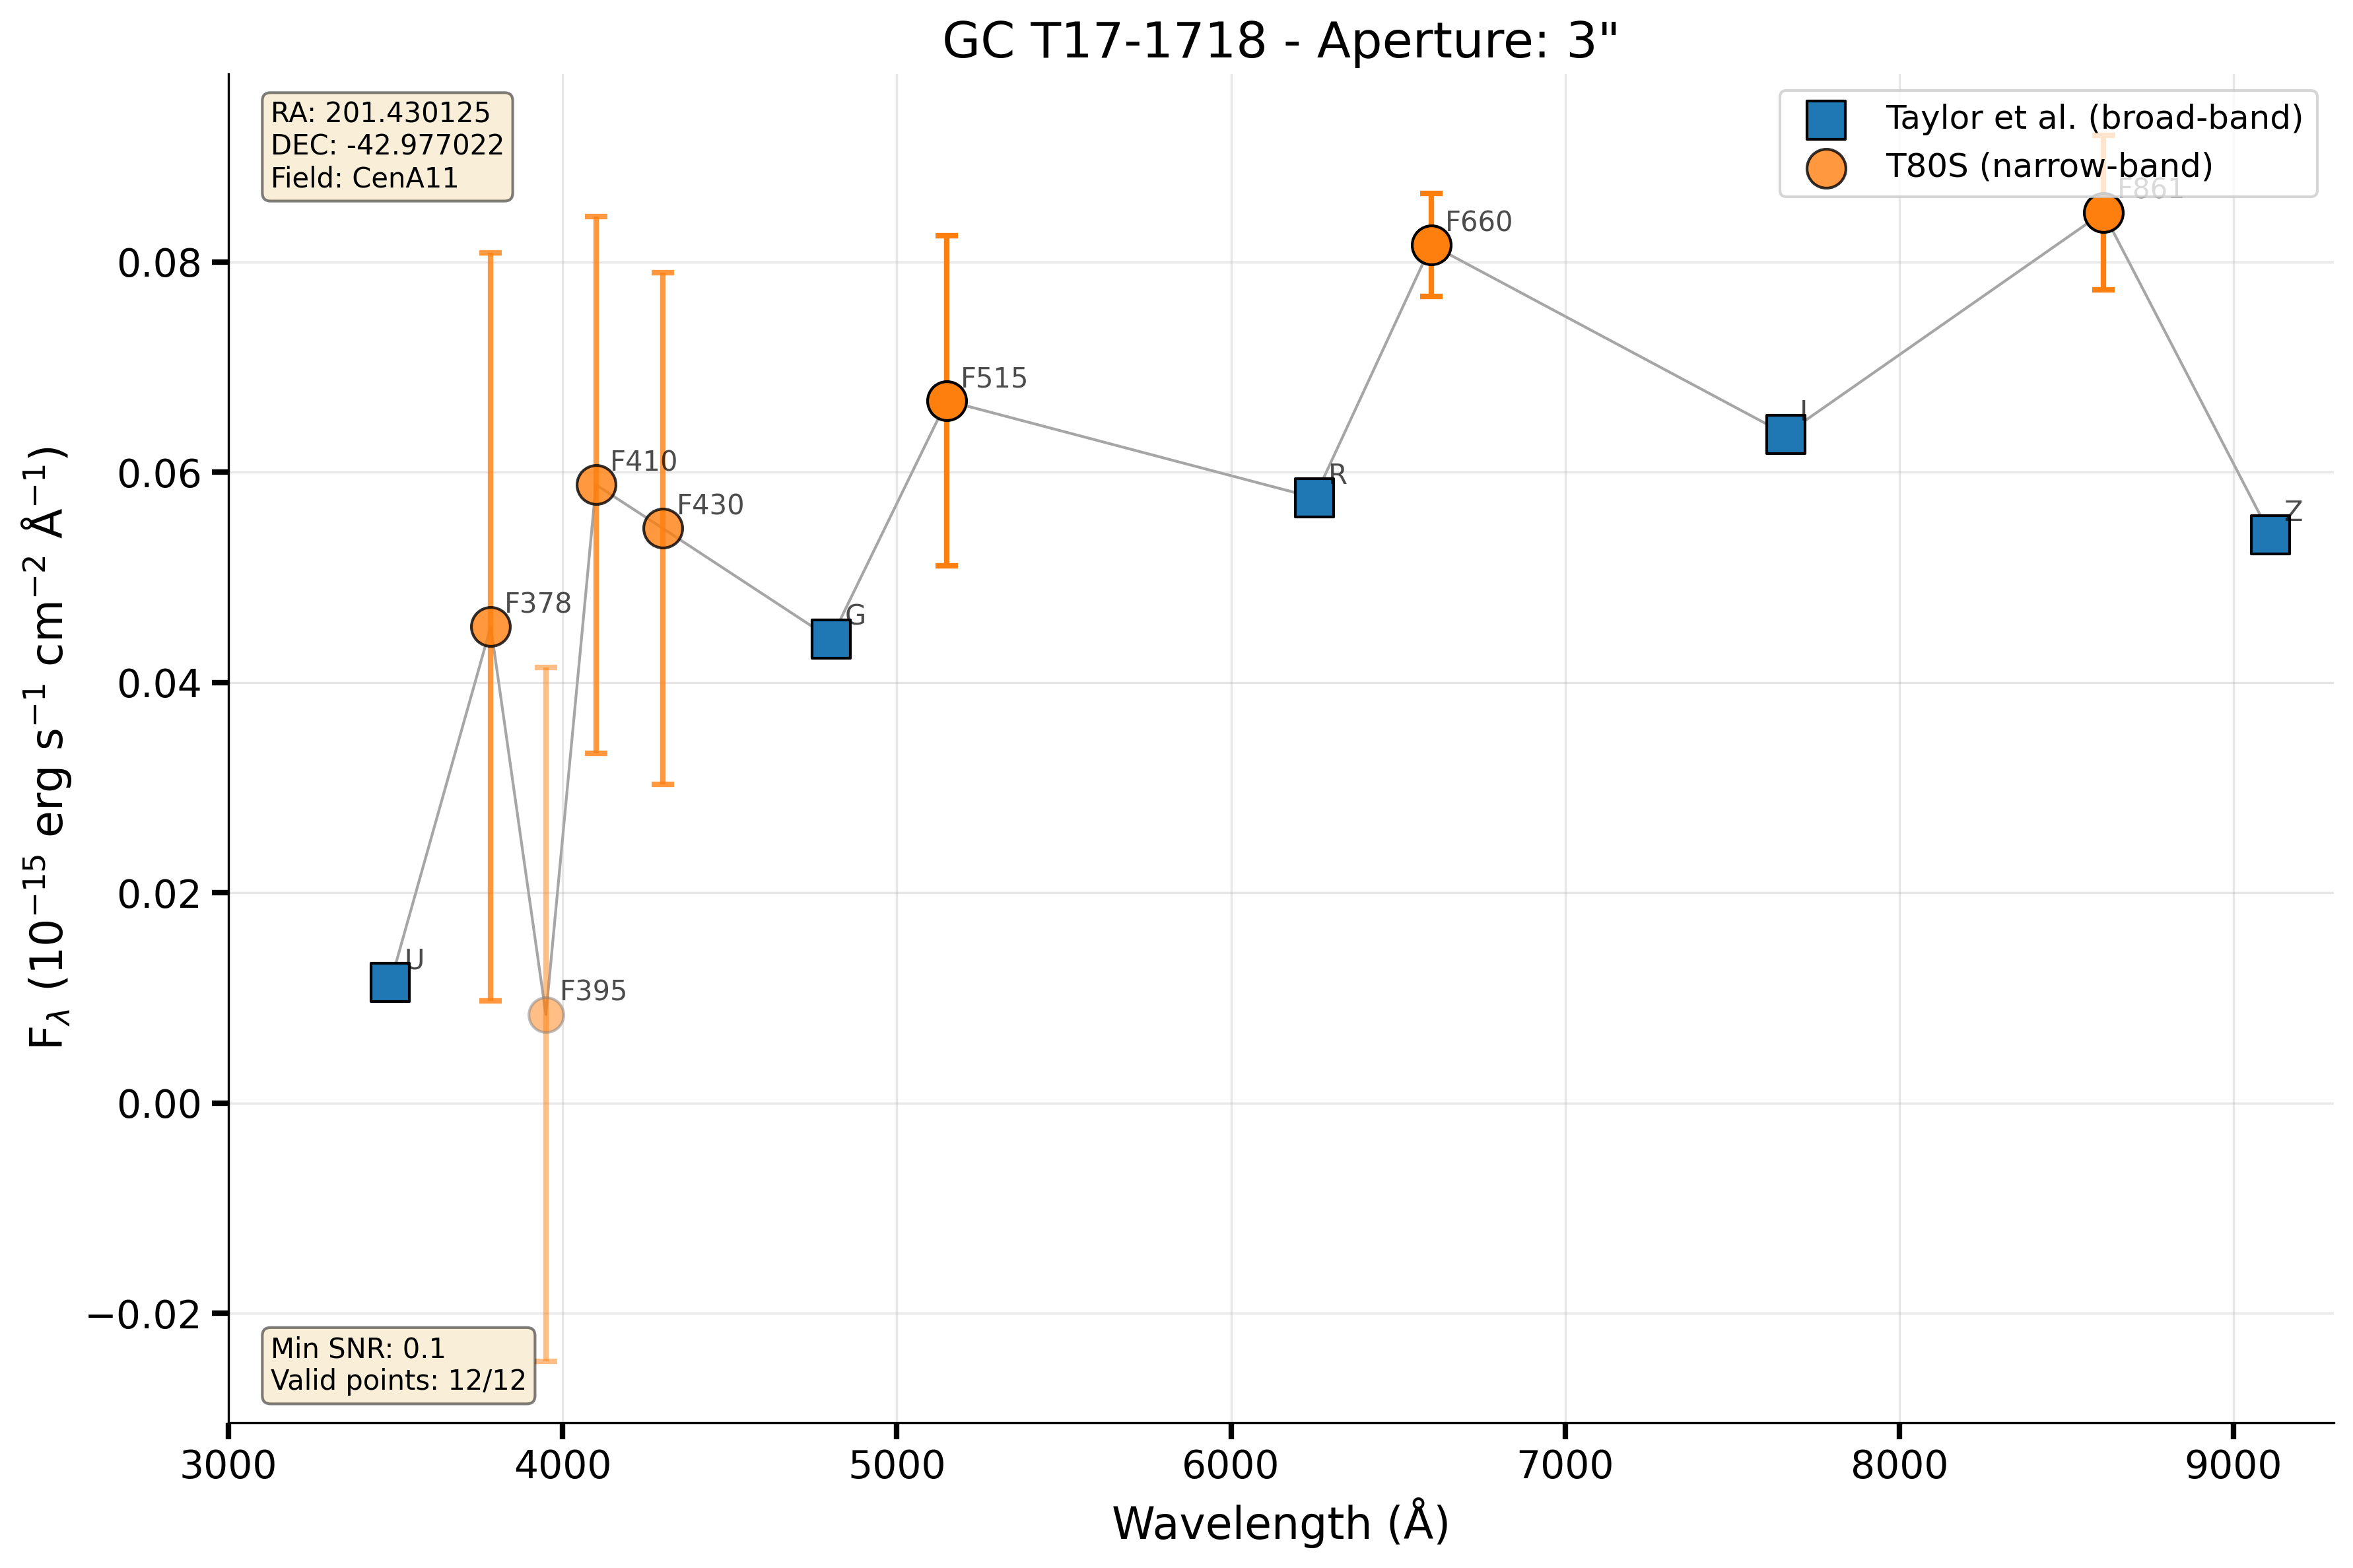 GC T17-1718 - Aperture: 3"
RA: 201.430125
DEC: -42.977022
Field: CenA11
Taylor et al. (broad-band)
T80S (narrow-band)
F861
F660
F515
F410
F430
F378
F395
U
G
R
I
Z
0.08
0.06
0.04
0.02
0.00
−0.02
F_λ (10⁻¹⁵ erg s⁻¹ cm⁻² Å⁻¹)
Min SNR: 0.1
Valid points: 12/12
3000 4000 5000 6000 7000 8000 9000
Wavelength (Å)